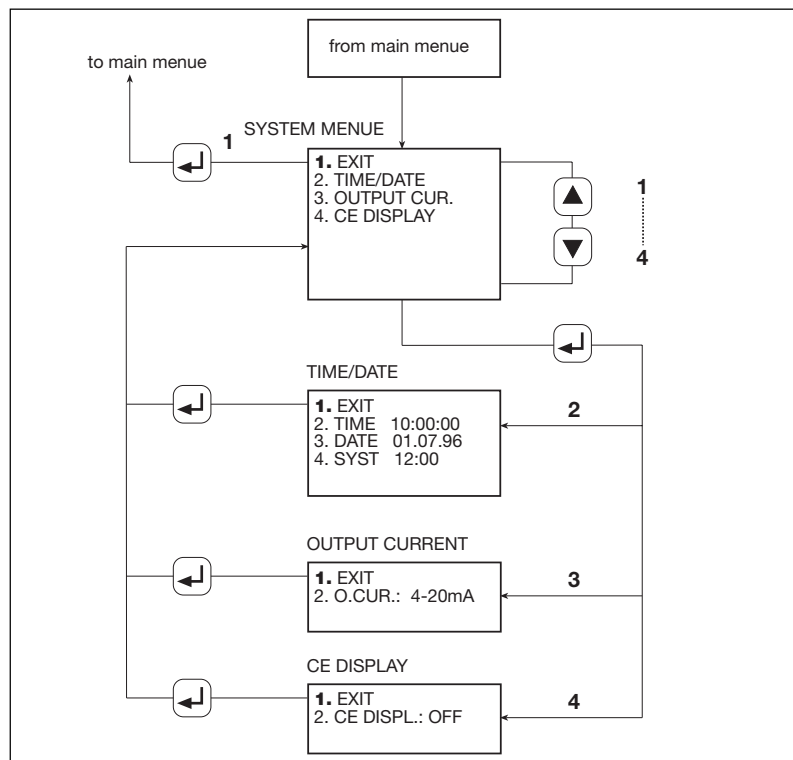 from main menue
to main menue
SYSTEM MENUE
1
1. EXIT
2. TIME/DATE
3. OUTPUT CUR.
4. CE DISPLAY
1
4
TIME/DATE
1. EXIT
2. TIME 10:00:00
3. DATE 01.07.96
4. SYST 12:00
2
OUTPUT CURRENT
1. EXIT
2. O.CUR.: 4-20mA
3
CE DISPLAY
1. EXIT
2. CE DISPL.: OFF
4